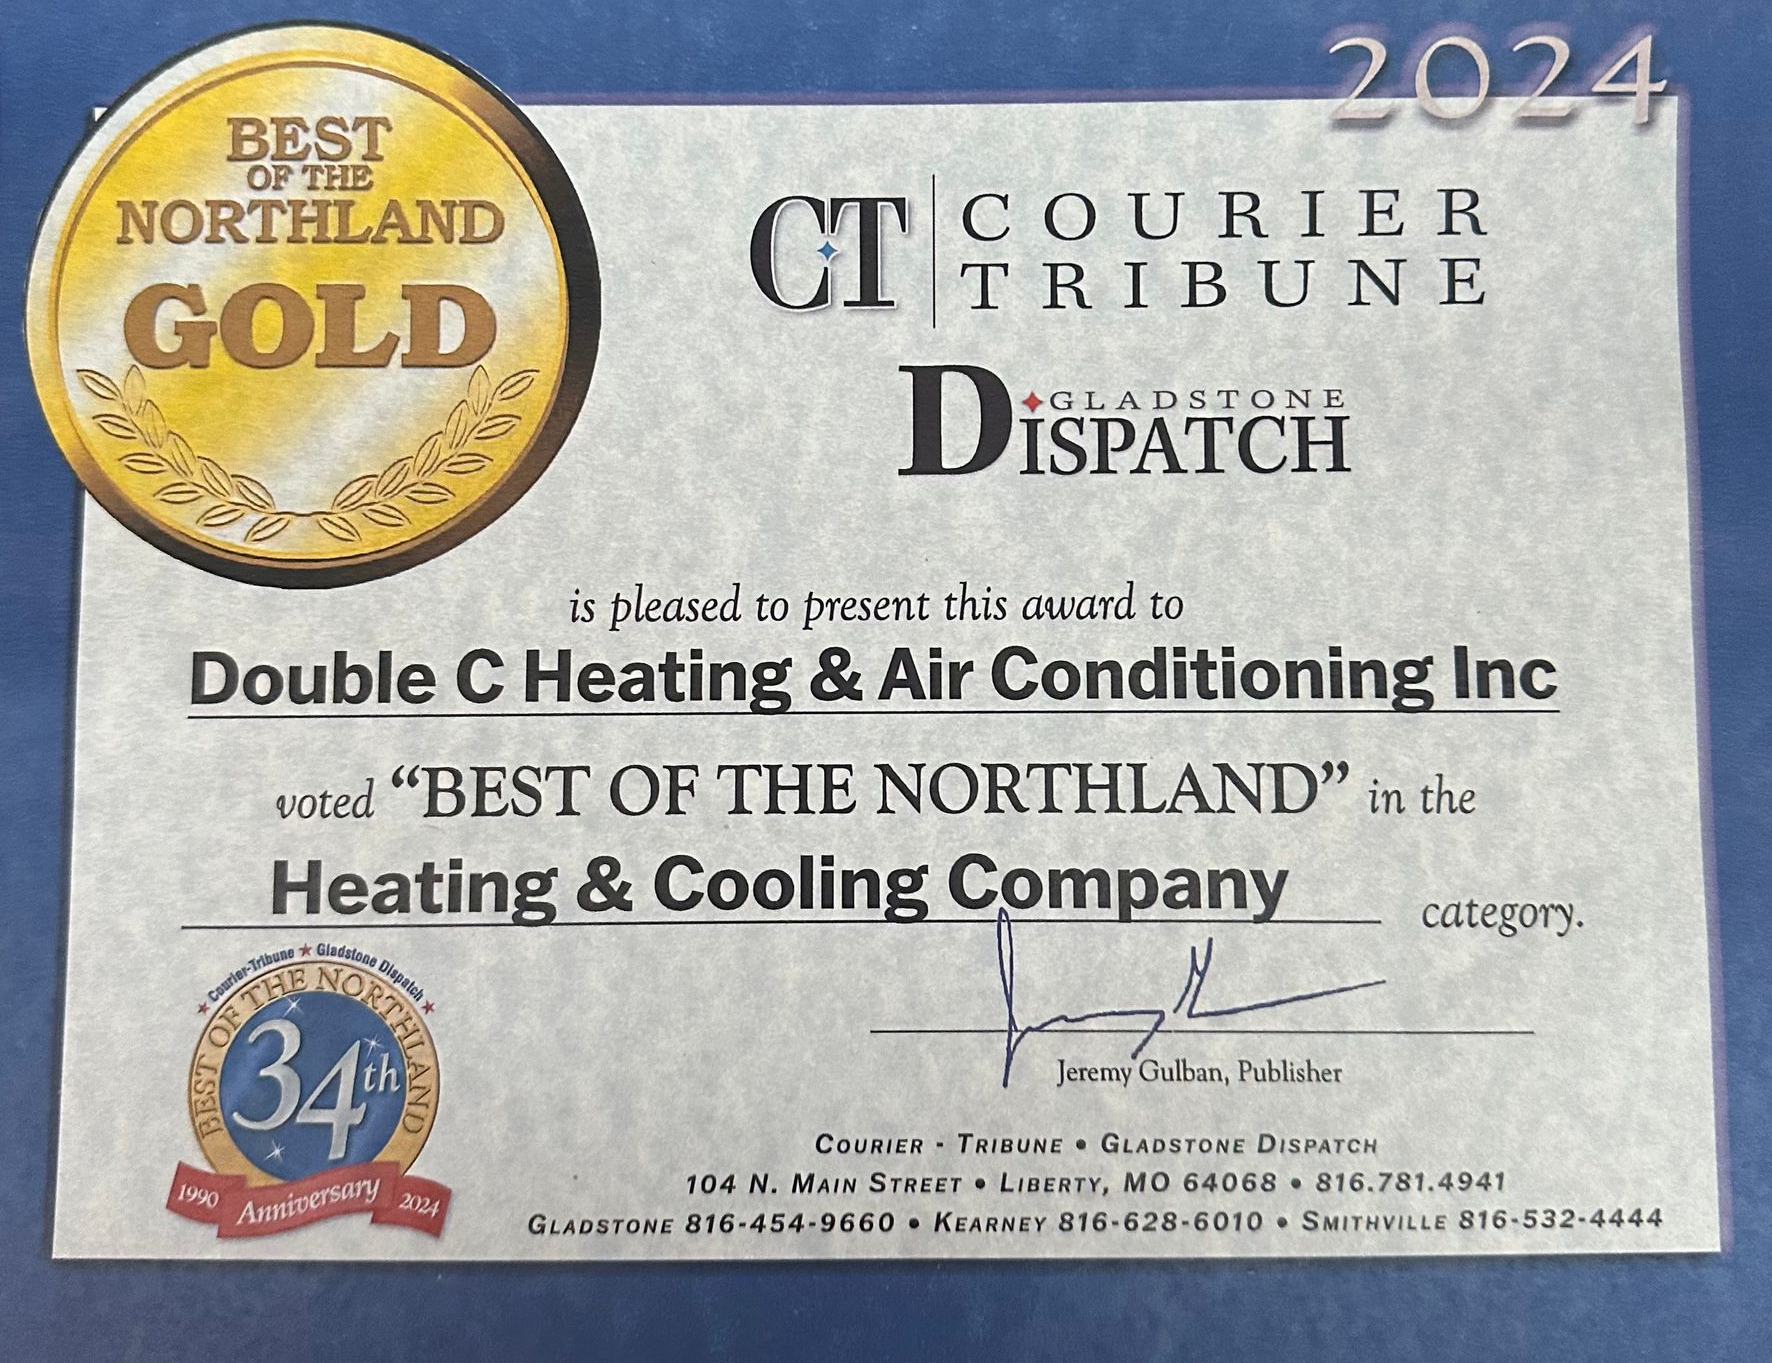 2024
BEST
OF THE
NORTHLAND
GOLD
CT COURIER
TRIBUNE
GLADSTONE
DISPATCH
is pleased to present this award to
Double C Heating & Air Conditioning Inc
voted “BEST OF THE NORTHLAND” in the
Heating & Cooling Company category.
Courier-Tribune ★ Gladstone Dispatch
BEST OF THE NORTHLAND
34th
1990 Anniversary 2024
Jeremy Gulban, Publisher
COURIER - TRIBUNE • GLADSTONE DISPATCH
104 N. MAIN STREET • LIBERTY, MO 64068 • 816.781.4941
GLADSTONE 816-454-9660 • KEARNEY 816-628-6010 • SMITHVILLE 816-532-4444